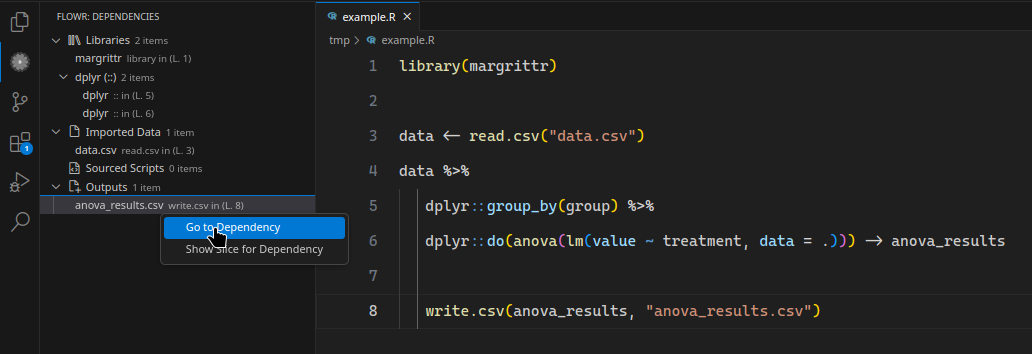 FLOWR: DEPENDENCIES
Libraries 2 items
margrittr library in (L. 1)
dplyr (::) 2 items
dplyr :: in (L. 5)
dplyr :: in (L. 6)
Imported Data 1 item
data.csv read.csv in (L. 3)
Sourced Scripts 0 items
Outputs 1 item
anova_results.csv write.csv in (L. 8)
Go to Dependency
Show Slice for Dependency
1
example.R
tmp > example.R
1 library(margrittr)
2
3 data <- read.csv("data.csv")
4 data %>%
5 dplyr::group_by(group) %>%
6 dplyr::do(anova(lm(value ~ treatment, data = .))) -> anova_results
7
8 write.csv(anova_results, "anova_results.csv")